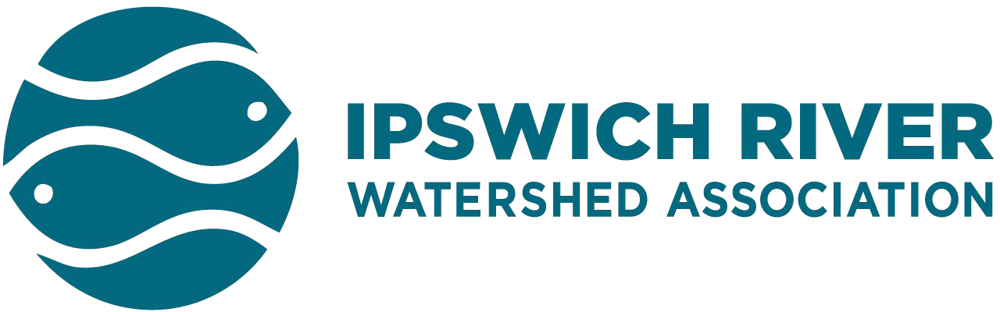 IPSWICH RIVER
WATERSHED ASSOCIATION